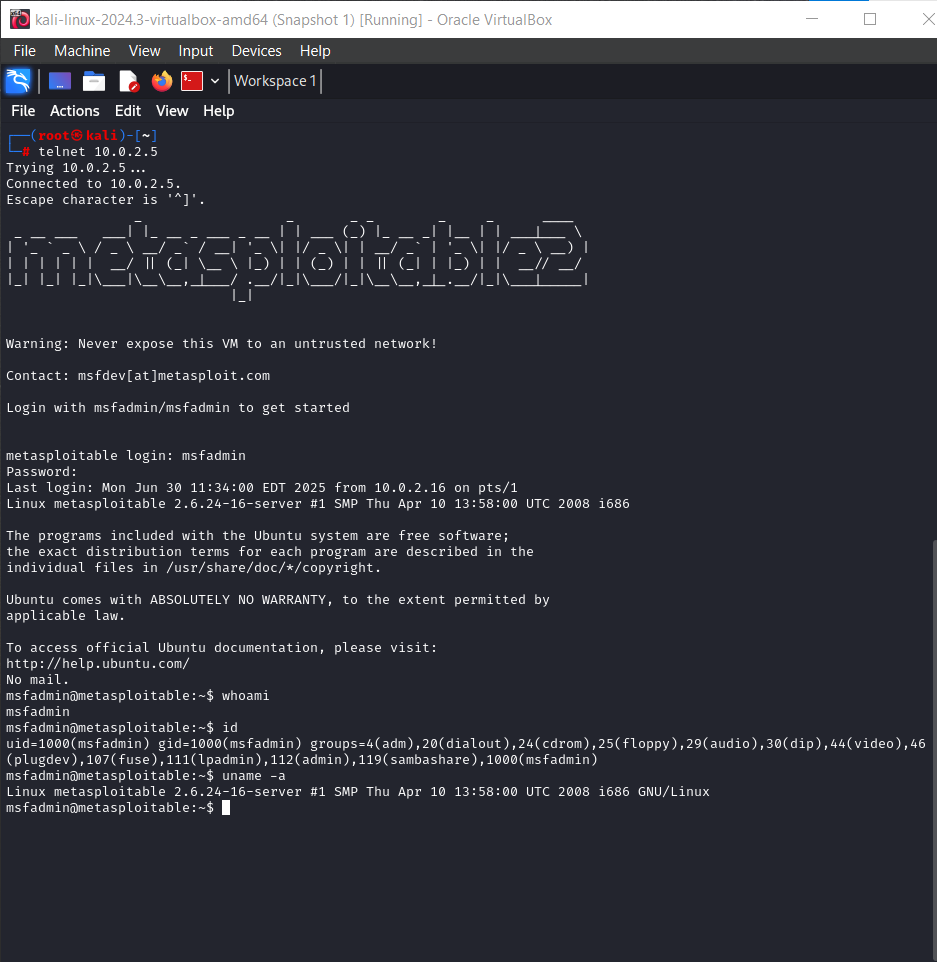 kali-linux-2024.3-virtualbox-amd64 (Snapshot 1) [Running] - Oracle VirtualBox
File Machine View Input Devices Help
Workspace 1
File Actions Edit View Help
┌──(root㉿kali)-[~]
└─# telnet 10.0.2.5
Trying 10.0.2.5...
Connected to 10.0.2.5.
Escape character is '^]'.
metasploitable2
Warning: Never expose this VM to an untrusted network!
Contact: msfdev[at]metasploit.com
Login with msfadmin/msfadmin to get started
metasploitable login: msfadmin
Password:
Last login: Mon Jun 30 11:34:00 EDT 2025 from 10.0.2.16 on pts/1
Linux metasploitable 2.6.24-16-server #1 SMP Thu Apr 10 13:58:00 UTC 2008 i686
The programs included with the Ubuntu system are free software;
the exact distribution terms for each program are described in the
individual files in /usr/share/doc/*/copyright.
Ubuntu comes with ABSOLUTELY NO WARRANTY, to the extent permitted by
applicable law.
To access official Ubuntu documentation, please visit:
http://help.ubuntu.com/
No mail.
msfadmin@metasploitable:~$ whoami
msfadmin
msfadmin@metasploitable:~$ id
uid=1000(msfadmin) gid=1000(msfadmin) groups=4(adm),20(dialout),24(cdrom),25(floppy),29(audio),30(dip),44(video),46
(plugdev),107(fuse),111(lpadmin),112(admin),119(sambashare),1000(msfadmin)
msfadmin@metasploitable:~$ uname -a
Linux metasploitable 2.6.24-16-server #1 SMP Thu Apr 10 13:58:00 UTC 2008 i686 GNU/Linux
msfadmin@metasploitable:~$